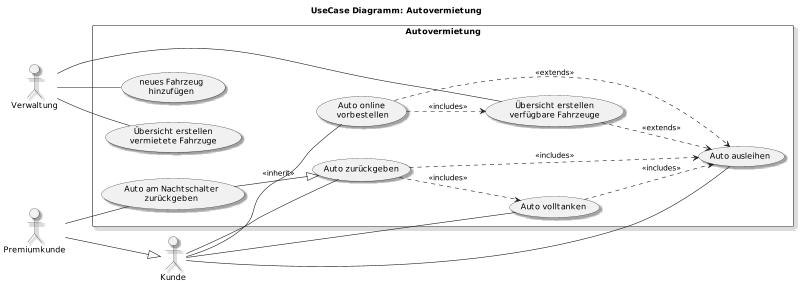 UseCase Diagramm: Autovermietung
Autovermietung
Verwaltung
neues Fahrzeug
hinzufügen
Übersicht erstellen
vermietete Fahrzuge
Auto online
vorbestellen
«includes»
«extends»
Übersicht erstellen
verfügbare Fahrzeuge
«extends»
Auto ausleihen
«inherit»
Auto zurückgeben
«includes»
«includes»
«includes»
Auto am Nachtschalter
zurückgeben
Auto volltanken
Premiumkunde
Kunde